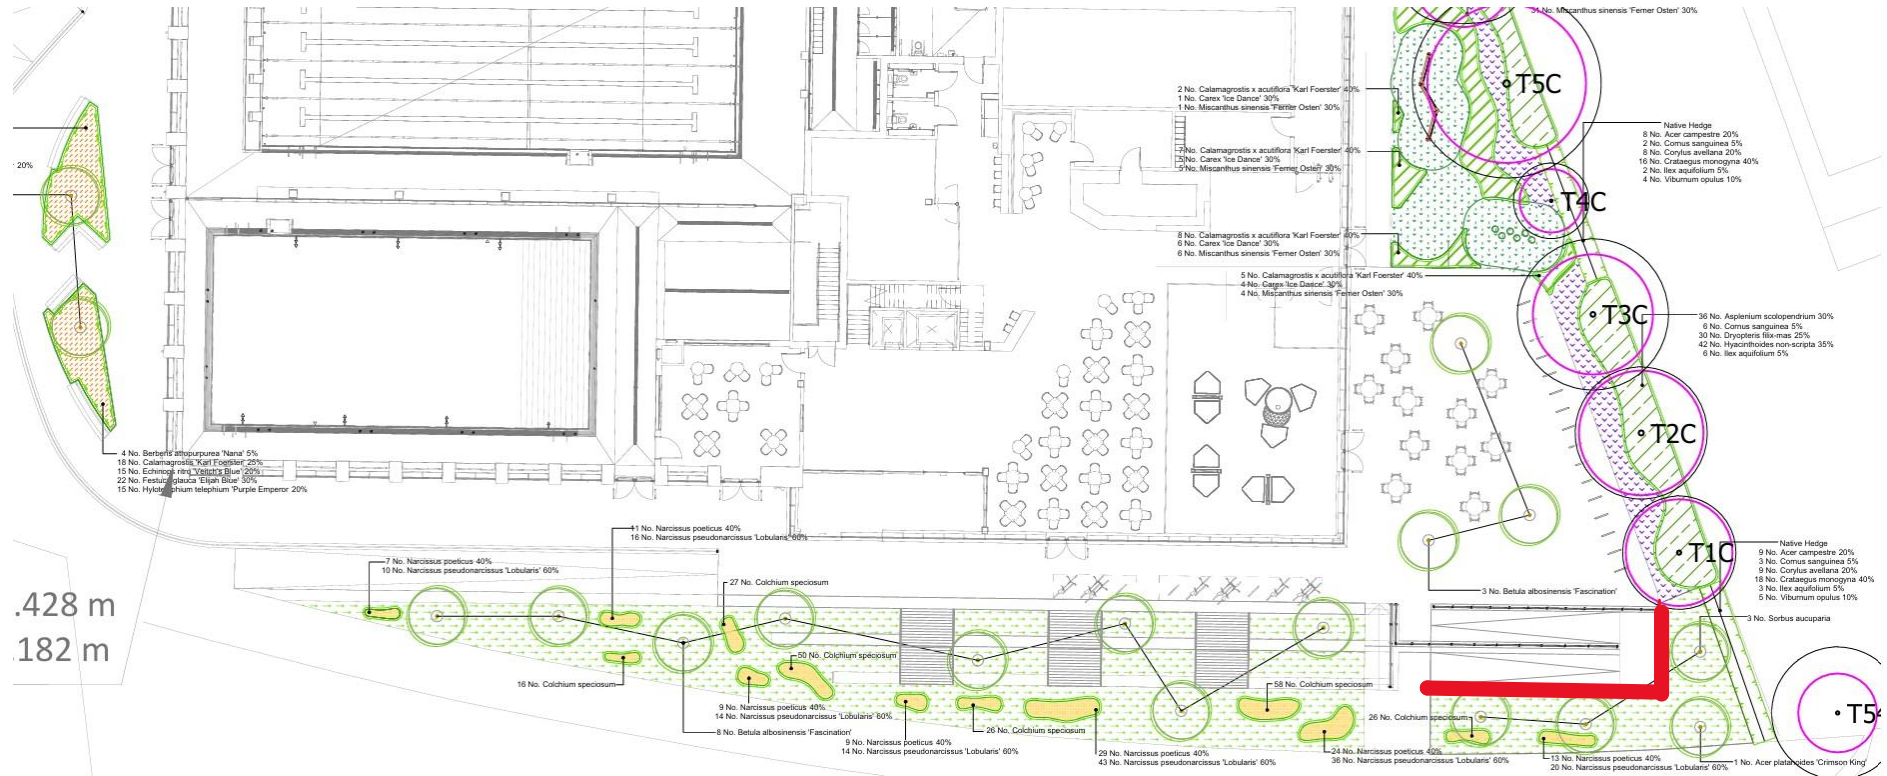 31 No. Miscanthus sinensis 'Ferner Osten' 30%
T5C
2 No. Calamagrostis x acutiflora 'Karl Foerster' 40%
1 No. Carex 'Ice Dance' 30%
1 No. Miscanthus sinensis 'Ferner Osten' 30%
Native Hedge
8 No. Acer campestre 20%
2 No. Cornus sanguinea 5%
8 No. Corylus avellana 20%
16 No. Crataegus monogyna 40%
2 No. Ilex aquifolium 5%
4 No. Viburnum opulus 10%
7 No. Calamagrostis x acutiflora 'Karl Foerster' 40%
5 No. Carex 'Ice Dance' 30%
5 No. Miscanthus sinensis 'Ferner Osten' 30%
20%
T4C
8 No. Calamagrostis x acutiflora 'Karl Foerster' 40%
6 No. Carex 'Ice Dance' 30%
6 No. Miscanthus sinensis 'Ferner Osten' 30%
5 No. Calamagrostis x acutiflora 'Karl Foerster' 40%
4 No. Carex 'Ice Dance' 30%
4 No. Miscanthus sinensis 'Ferner Osten' 30%
T3C
36 No. Asplenium scolopendrium 30%
6 No. Cornus sanguinea 5%
30 No. Dryopteris filix-mas 25%
42 No. Hyacinthoides non-scripta 35%
6 No. Ilex aquifolium 5%
T2C
4 No. Berberis atropurpurea 'Nana' 5%
18 No. Calamagrostis 'Karl Foerster' 25%
15 No. Echinops ritro 'Veitch's Blue' 20%
22 No. Festuca glauca 'Elijah Blue' 30%
15 No. Hylotelephium telephium 'Purple Emperor 20%
11 No. Narcissus poeticus 40%
16 No. Narcissus pseudonarcissus 'Lobularis' 60%
T1C
Native Hedge
9 No. Acer campestre 20%
3 No. Cornus sanguinea 5%
9 No. Corylus avellana 20%
18 No. Crataegus monogyna 40%
3 No. Ilex aquifolium 5%
5 No. Viburnum opulus 10%
7 No. Narcissus poeticus 40%
10 No. Narcissus pseudonarcissus 'Lobularis' 60%
27 No. Colchium speciosum
3 No. Betula albosinensis 'Fascination'
.428 m
.182 m
3 No. Sorbus aucuparia
50 No. Colchium speciosum
16 No. Colchium speciosum
58 No. Colchium speciosum
9 No. Narcissus poeticus 40%
14 No. Narcissus pseudonarcissus 'Lobularis' 60%
26 No. Colchium speciosum
T54
8 No. Betula albosinensis 'Fascination'
26 No. Colchium speciosum
9 No. Narcissus poeticus 40%
14 No. Narcissus pseudonarcissus 'Lobularis' 60%
29 No. Narcissus poeticus 40%
43 No. Narcissus pseudonarcissus 'Lobularis' 60%
24 No. Narcissus poeticus 40%
36 No. Narcissus pseudonarcissus 'Lobularis' 60%
13 No. Narcissus poeticus 40%
20 No. Narcissus pseudonarcissus 'Lobularis' 60%
1 No. Acer platanoides 'Crimson King'